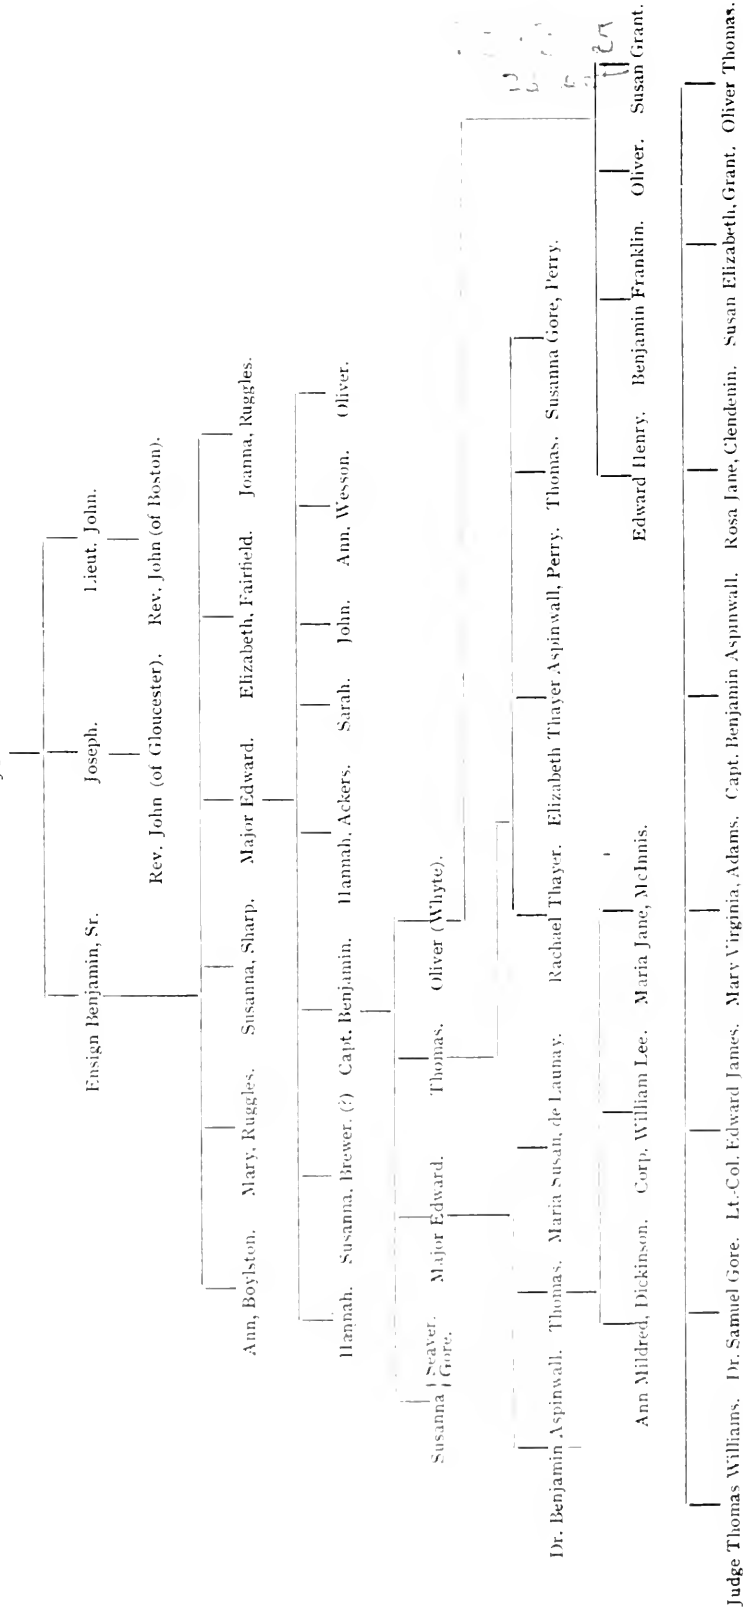 Ensign Benjamin, Sr. Joseph. Lieut. John.
Rev. John (of Gloucester). Rev. John (of Boston).
Ann, Boylston. Mary, Ruggles. Susanna, Sharp. Major Edward. Elizabeth, Fairfield. Joanna, Ruggles.
Hannah. Susanna, Brewer. (?) Capt. Benjamin. Hannah, Ackers. Sarah. John. Ann, Wesson. Oliver.
Susanna { Seaver. Gore. Major Edward. Thomas. Oliver (Whyte).
Dr. Benjamin Aspinwall. Thomas. Maria Susan, de Launay. Rachael Thayer. Elizabeth Thayer Aspinwall, Perry. Thomas. Susanna Gore, Perry.
Ann Mildred, Dickinson. Corp. William Lee. Maria Jane, McInnis. Edward Henry. Benjamin Franklin. Oliver. Susan Grant.
Judge Thomas Williams. Dr. Samuel Gore. Lt.-Col. Edward James. Mary Virginia, Adams. Capt. Benjamin Aspinwall. Rosa Jane, Clendenin. Susan Elizabeth, Grant. Oliver Thomas.